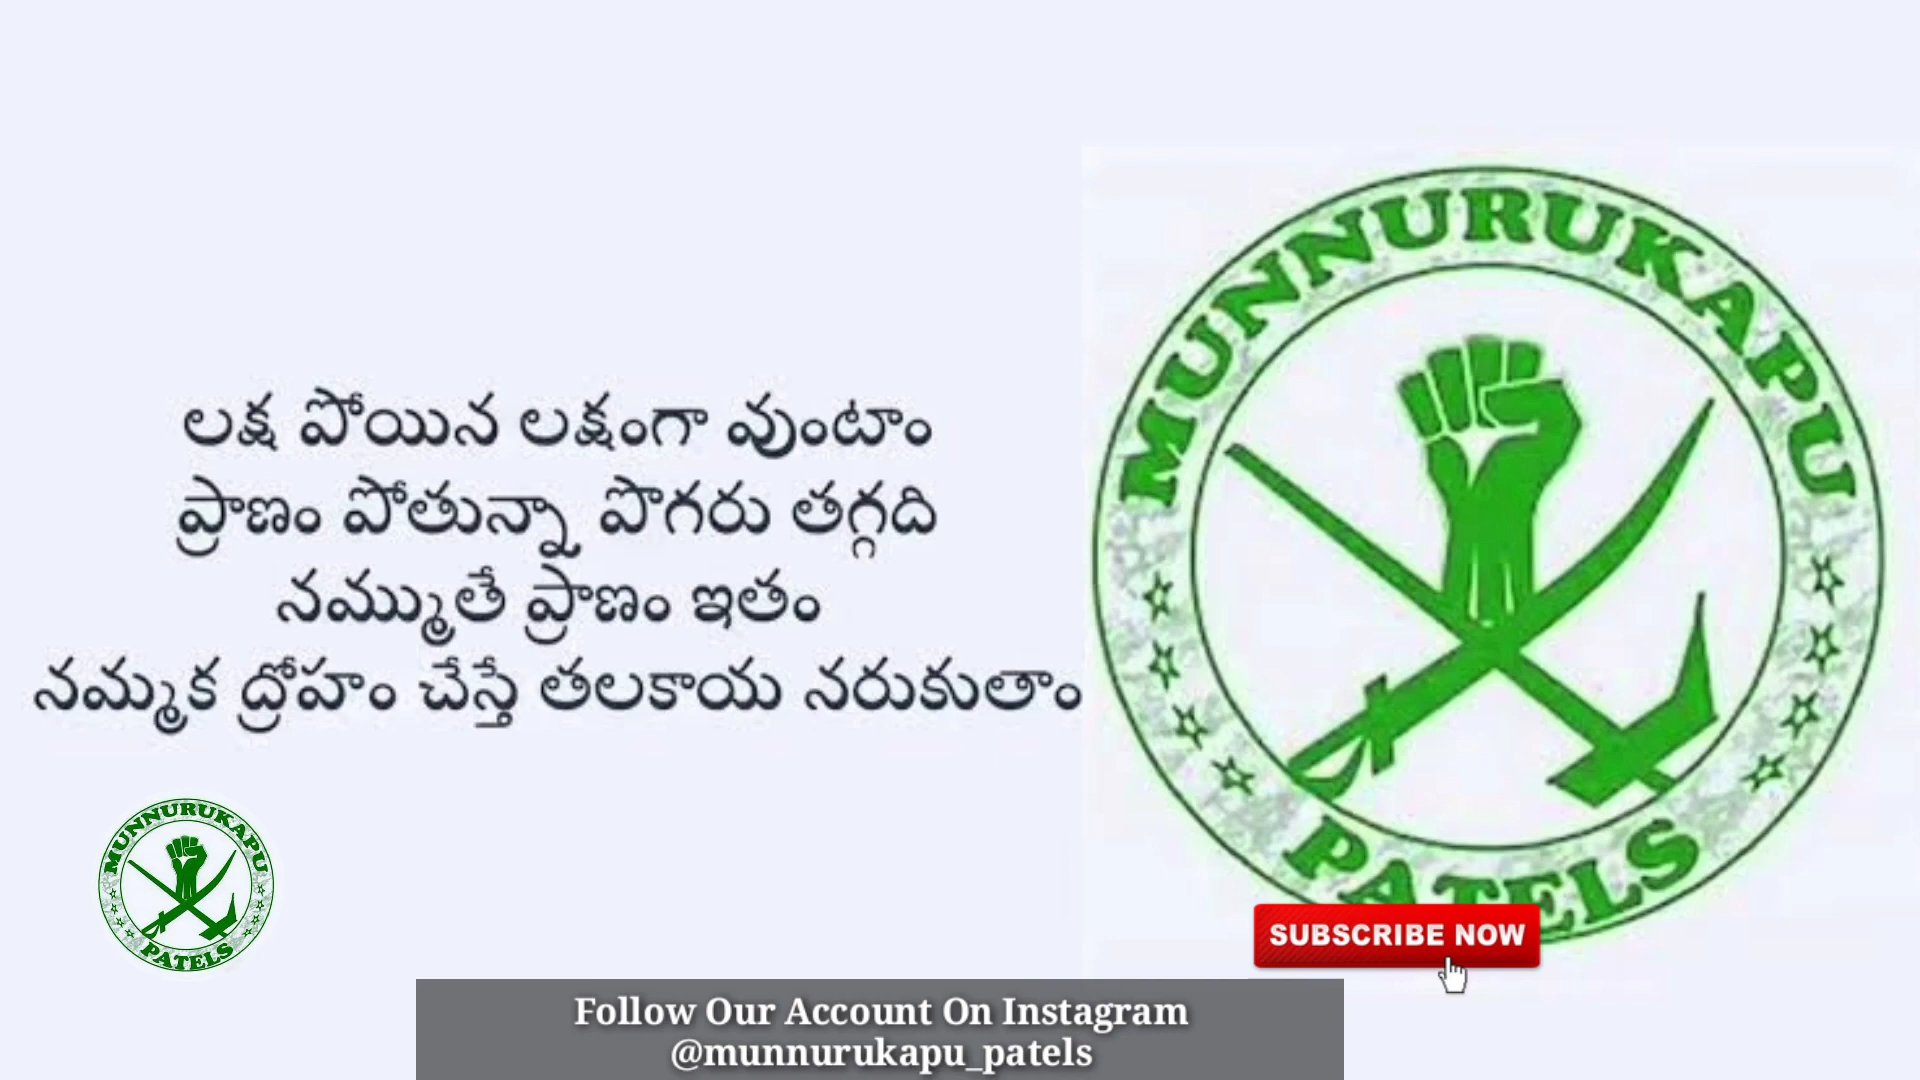 లక్ష పోయిన లక్షంగా వుంటాం
ప్రాణం పోతున్నా పొగరు తగ్గది
నమ్ముతే ప్రాణం ఇతం
నమ్మక ద్రోహం చేస్తే తలకాయ నరుకుతాం
MUNNURUKAPU
PATELS
MUNNURUKAPU
PATELS
SUBSCRIBE NOW
Follow Our Account On Instagram
@munnurukapu_patels